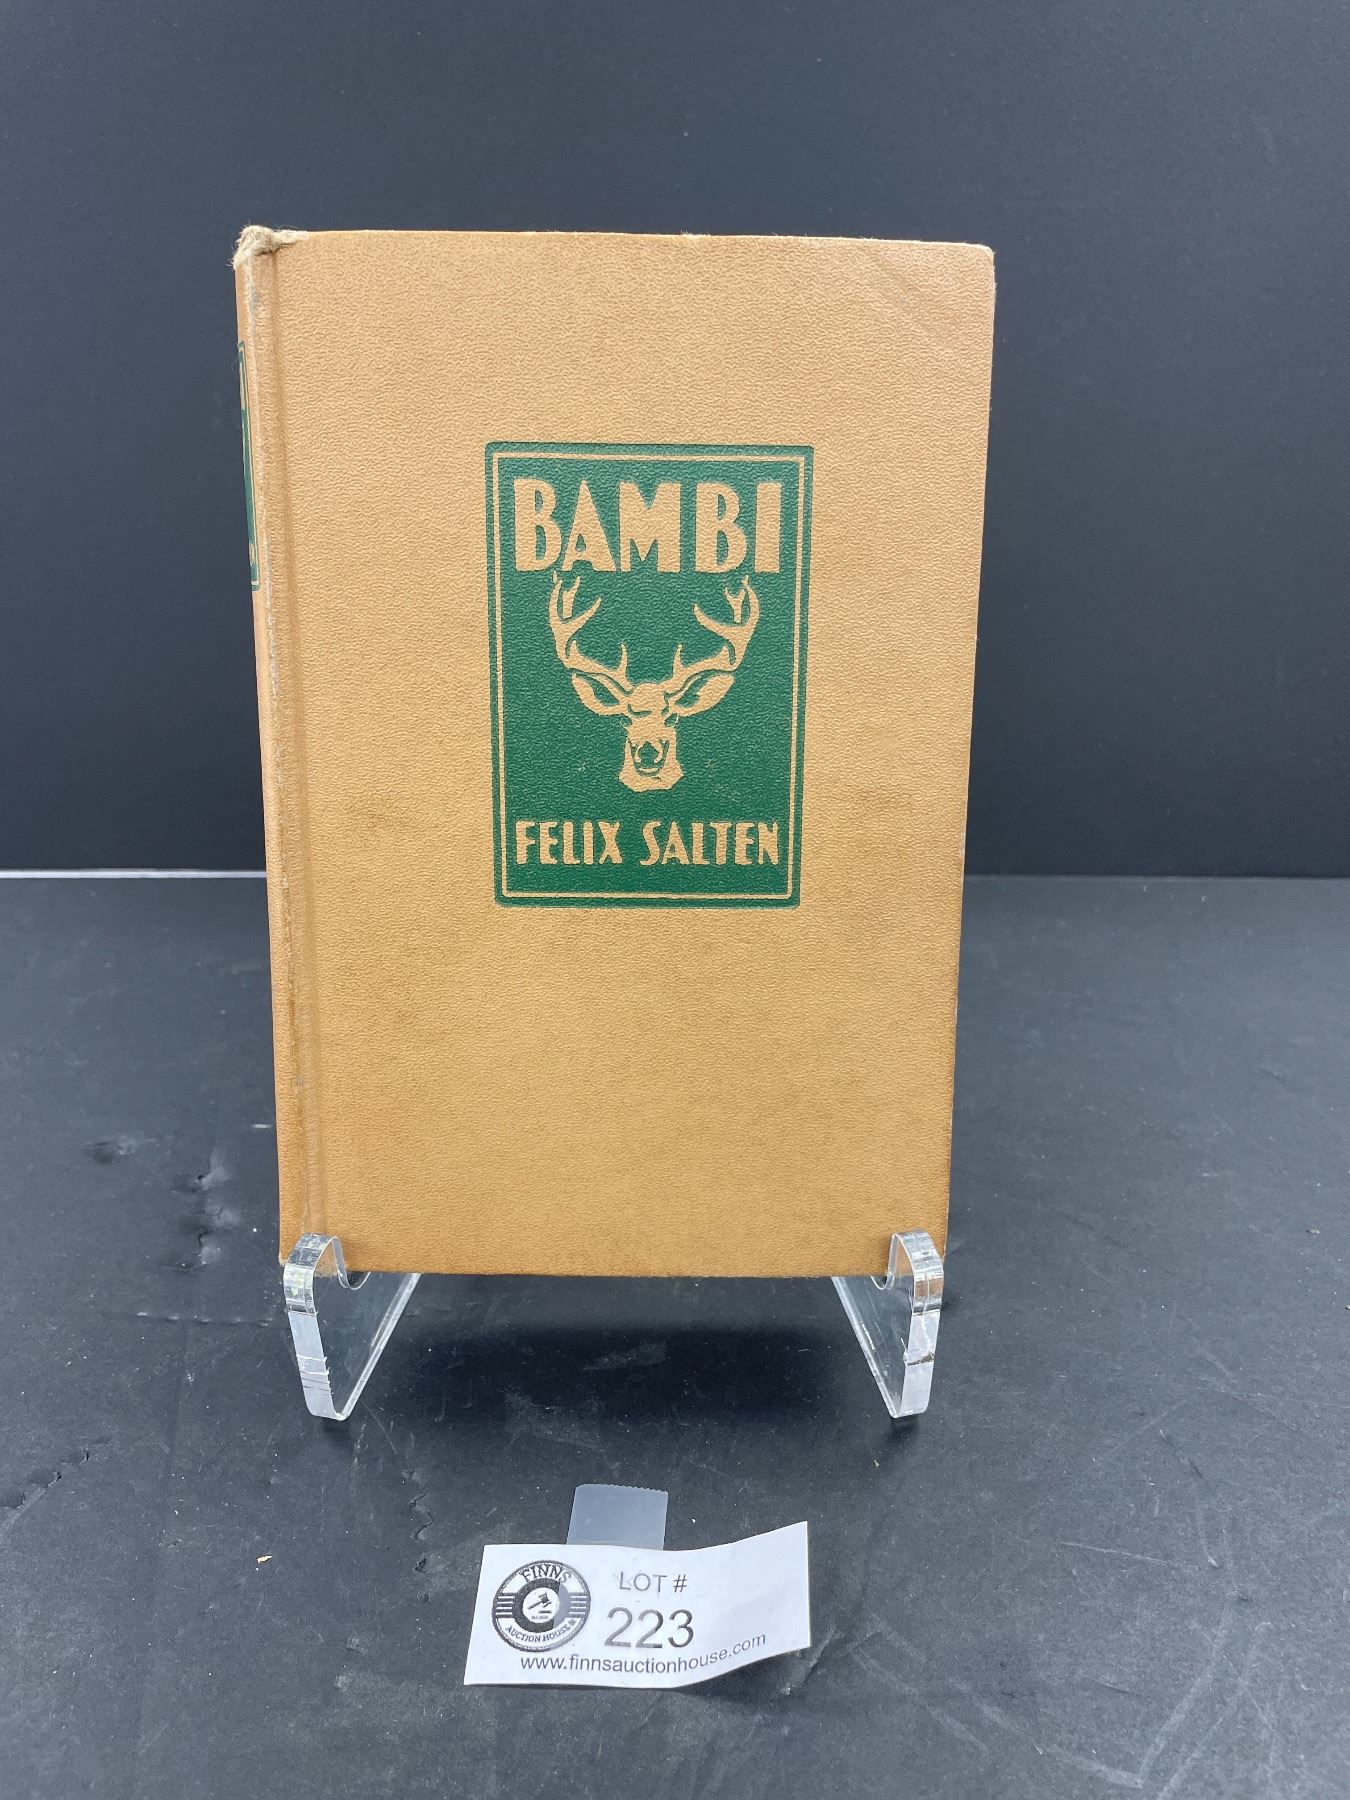 BAMBI
FELIX SALTEN
FINNS
AUCTION HOUSE
LOT #
223
www.finnsauctionhouse.com